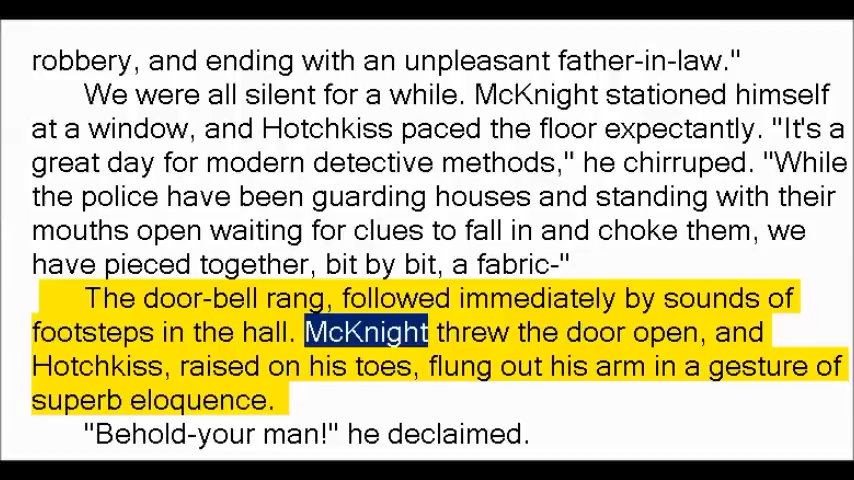 robbery, and ending with an unpleasant father-in-law."
We were all silent for a while. McKnight stationed himself
at a window, and Hotchkiss paced the floor expectantly. "It's a
great day for modern detective methods," he chirruped. "While
the police have been guarding houses and standing with their
mouths open waiting for clues to fall in and choke them, we
have pieced together, bit by bit, a fabric-"
The door-bell rang, followed immediately by sounds of
footsteps in the hall. McKnight threw the door open, and
Hotchkiss, raised on his toes, flung out his arm in a gesture of
superb eloquence.
"Behold-your man!" he declaimed.